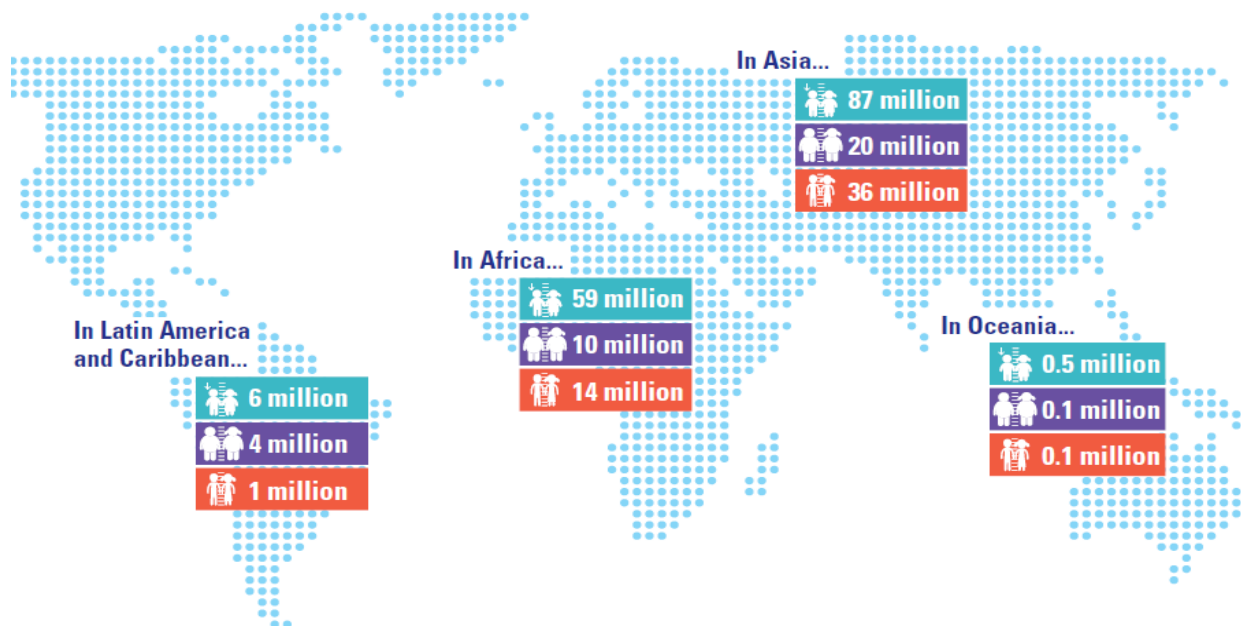 In Asia...
87 million
20 million
36 million
In Africa...
59 million
10 million
14 million
In Latin America
and Caribbean...
6 million
4 million
1 million
In Oceania...
0.5 million
0.1 million
0.1 million